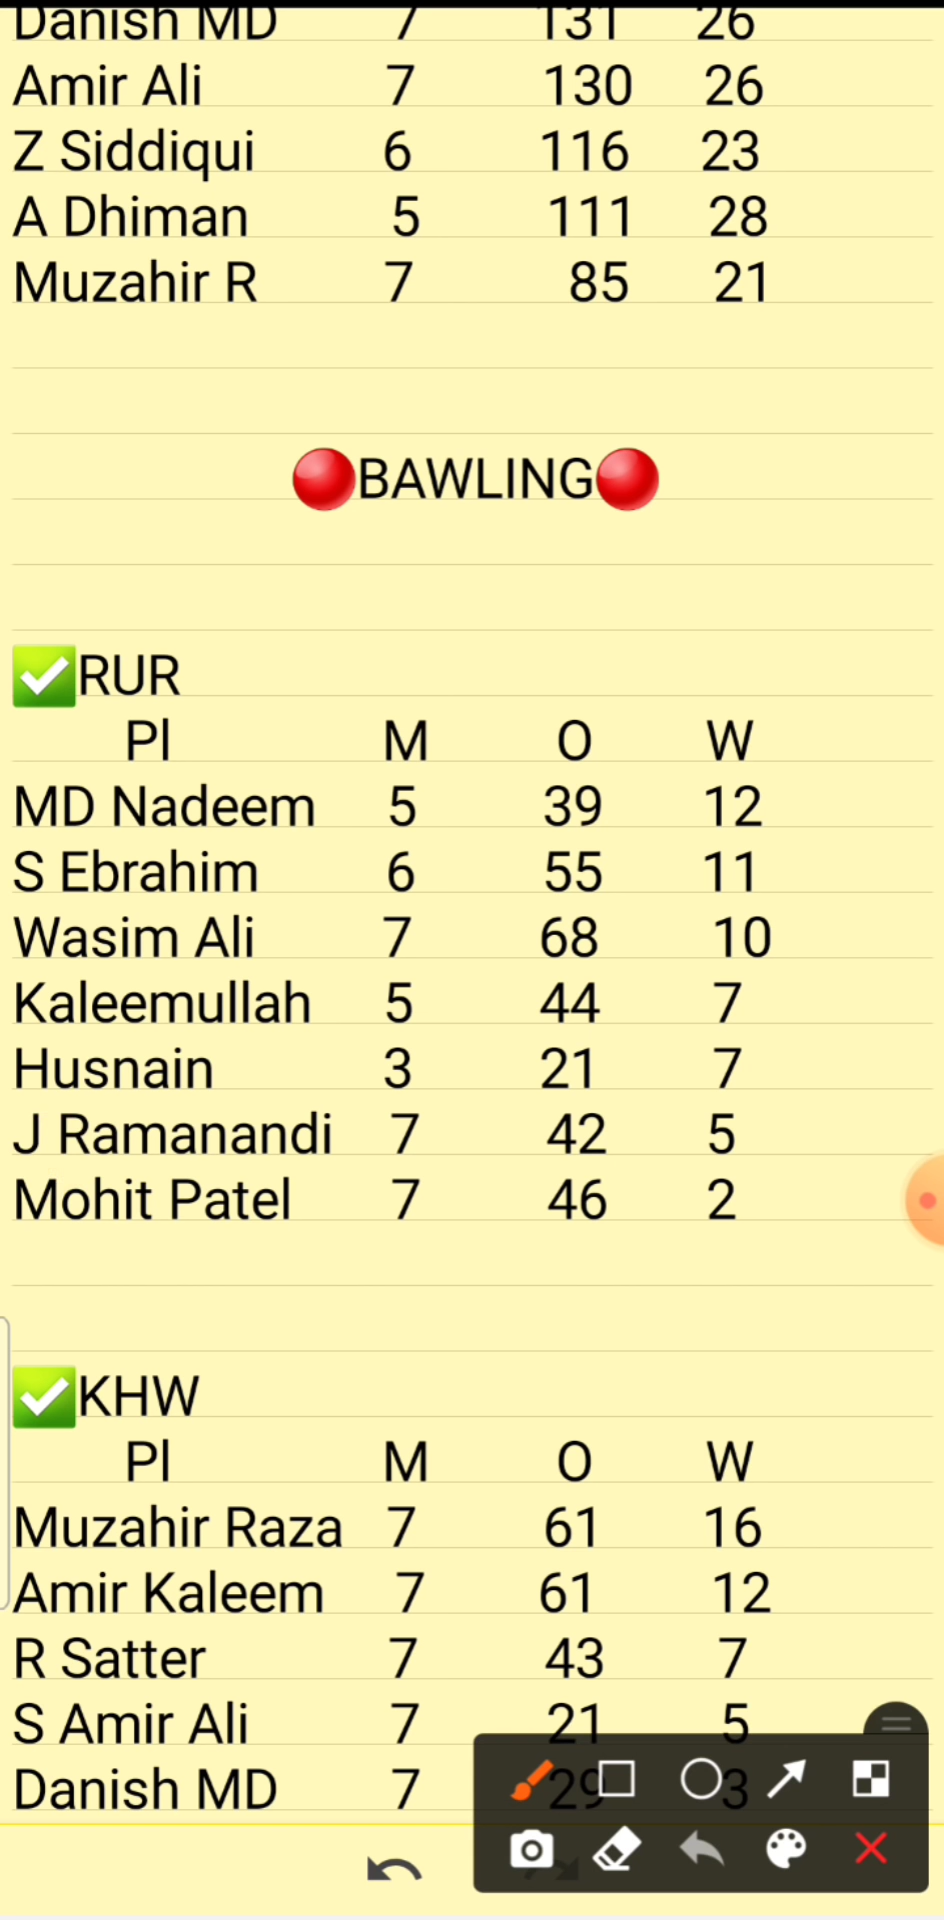 Danish MD 7 131 26
Amir Ali 7 130 26
Z Siddiqui 6 116 23
A Dhiman 5 111 28
Muzahir R 7 85 21
🔴BAWLING🔴
✅RUR
Pl M O W
MD Nadeem 5 39 12
S Ebrahim 6 55 11
Wasim Ali 7 68 10
Kaleemullah 5 44 7
Husnain 3 21 7
J Ramanandi 7 42 5
Mohit Patel 7 46 2
✅KHW
Pl M O W
Muzahir Raza 7 61 16
Amir Kaleem 7 61 12
R Satter 7 43 7
S Amir Ali 7 21 5
Danish MD 7 29 3